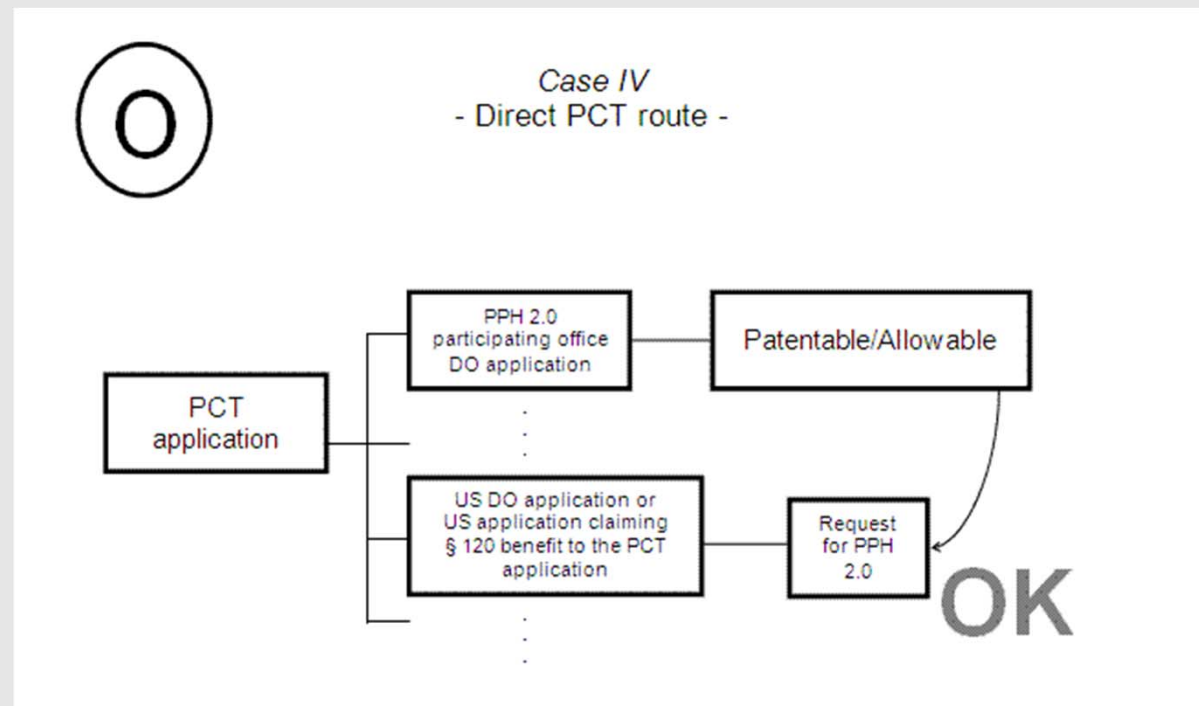 O
Case IV
- Direct PCT route -
PPH 2.0
participating office
DO application
Patentable/Allowable
PCT
application
US DO application or
US application claiming
§ 120 benefit to the PCT
application
Request
for PPH
2.0
OK